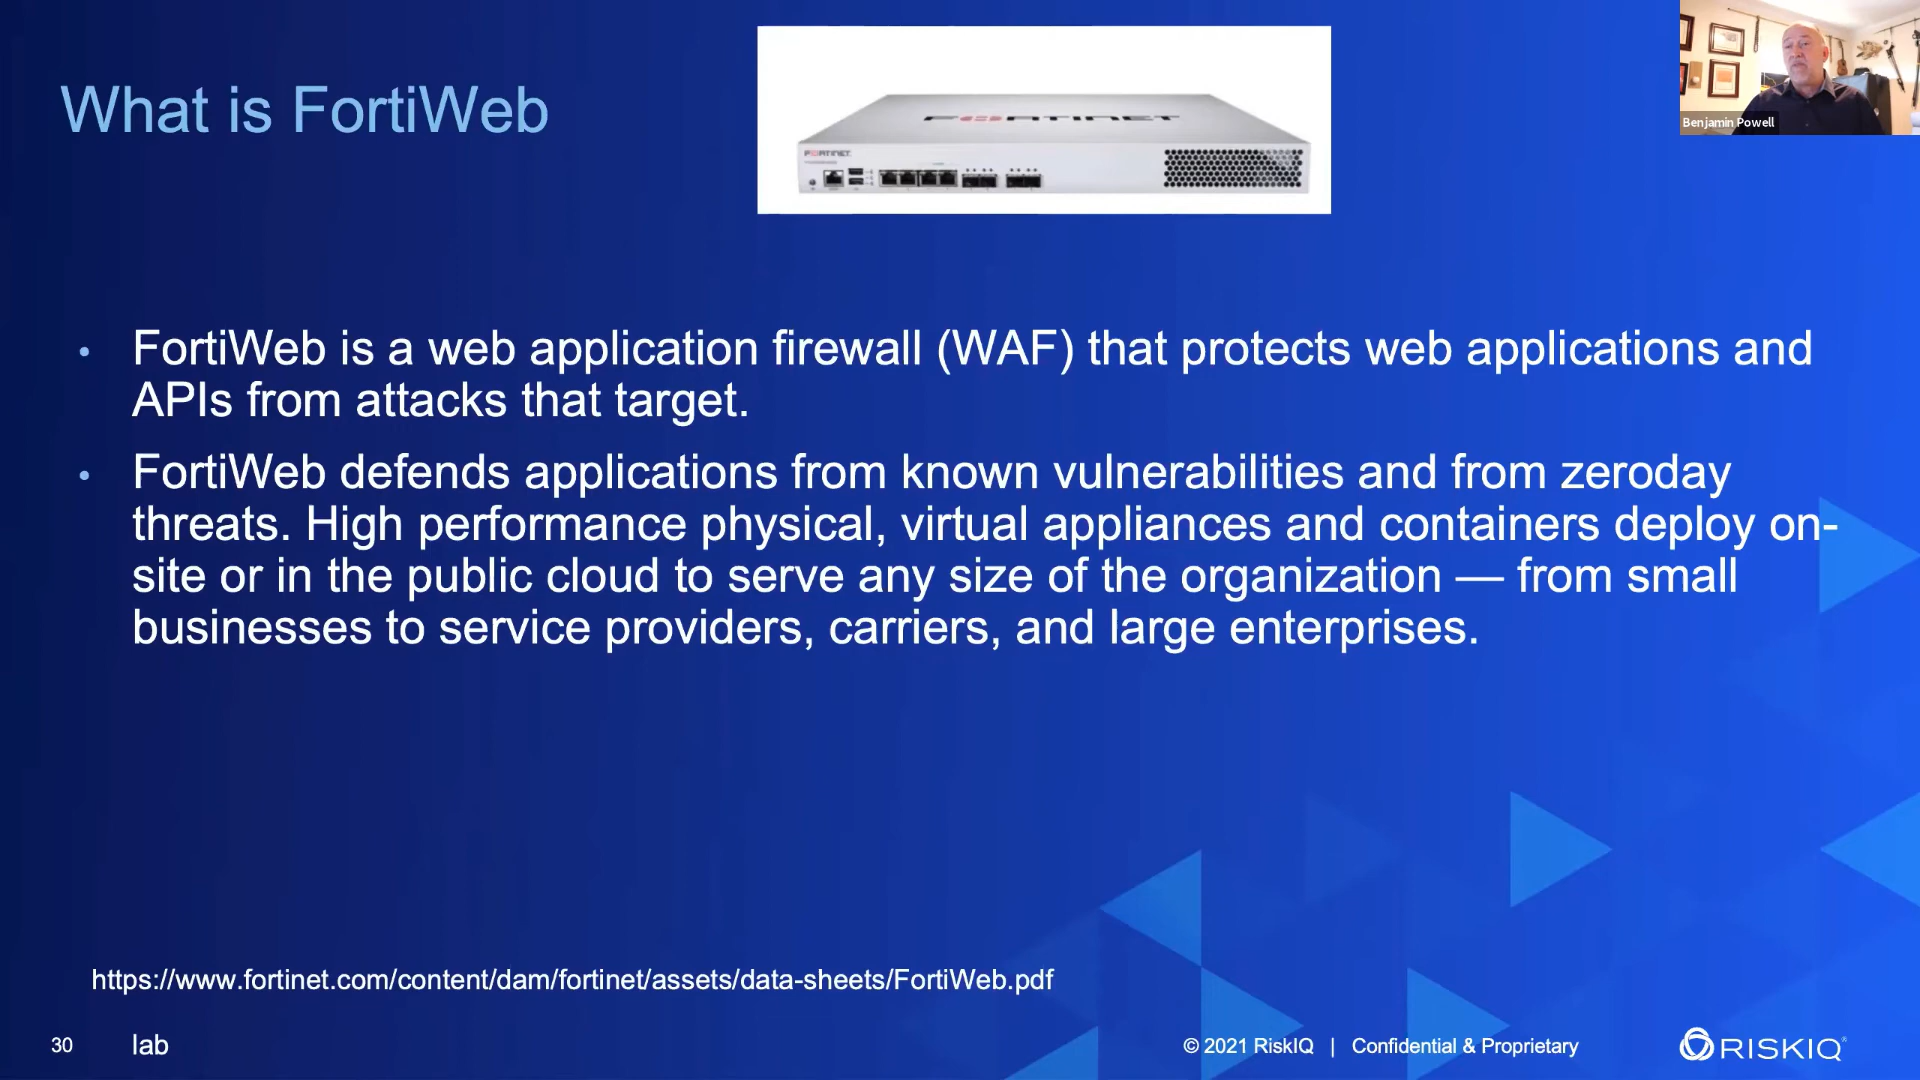 What is FortiWeb
FORTINET
FORTINET
Benjamin Powell
• FortiWeb is a web application firewall (WAF) that protects web applications and
APIs from attacks that target.
• FortiWeb defends applications from known vulnerabilities and from zeroday
threats. High performance physical, virtual appliances and containers deploy on-
site or in the public cloud to serve any size of the organization — from small
businesses to service providers, carriers, and large enterprises.
https://www.fortinet.com/content/dam/fortinet/assets/data-sheets/FortiWeb.pdf
30 lab © 2021 RiskIQ | Confidential & Proprietary RISKIQ®